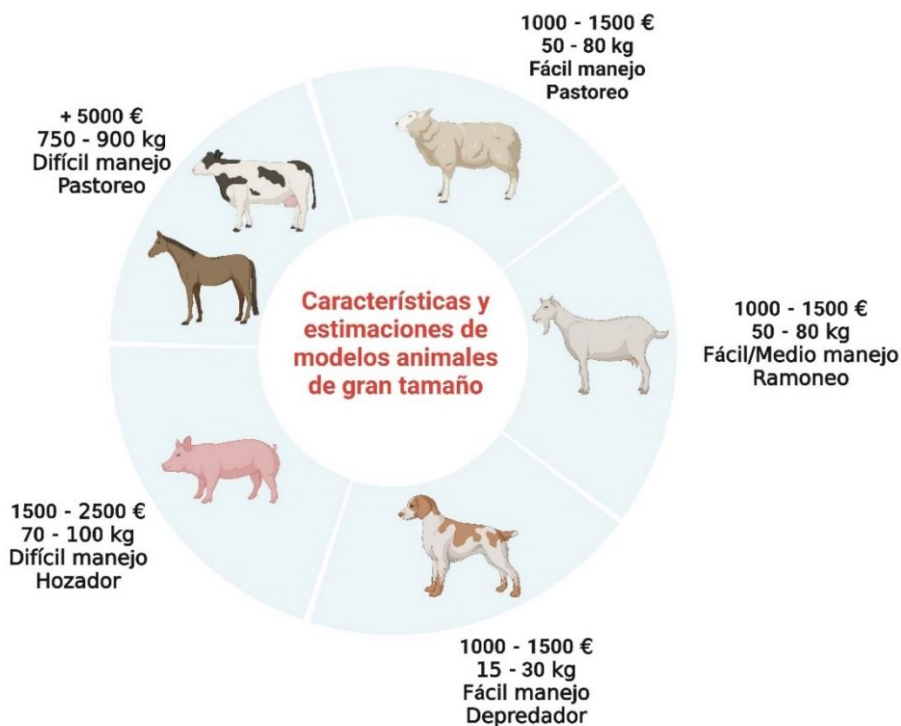 1000 - 1500 €
50 - 80 kg
Fácil manejo
Pastoreo
+ 5000 €
750 - 900 kg
Difícil manejo
Pastoreo
Característicias y
estimaciones de
modelos animales
de gran tamaño
1000 - 1500 €
50 - 80 kg
Fácil/Medio manejo
Ramoneo
1500 - 2500 €
70 - 100 kg
Difícil manejo
Hozador
1000 - 1500 €
15 - 30 kg
Fácil manejo
Depredador